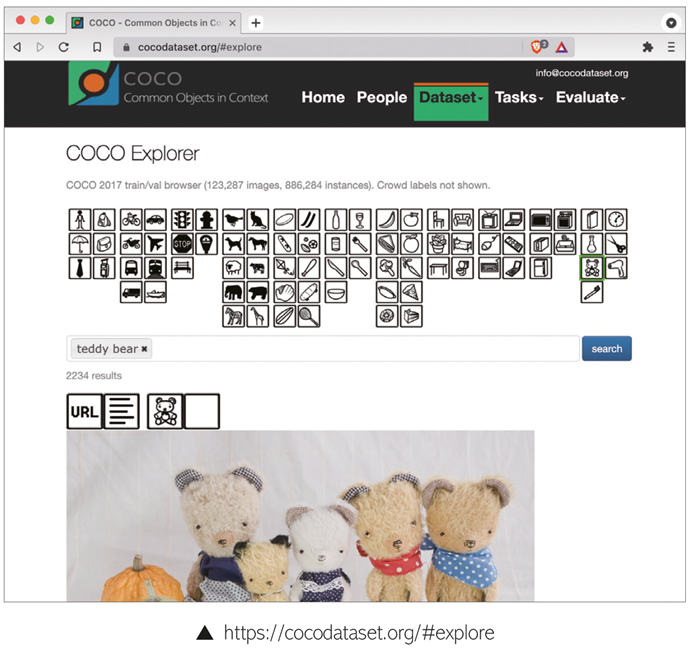 COCO - Common Objects in Co
cocodataset.org/#explore
3
info@cocodataset.org
COCO
Common Objects in Context
Home People Dataset Tasks Evaluate
COCO Explorer
COCO 2017 train/val browser (123,287 images, 886,284 instances). Crowd labels not shown.
STOP
teddy bear
search
2234 results
URL
▲ https://cocodataset.org/#explore